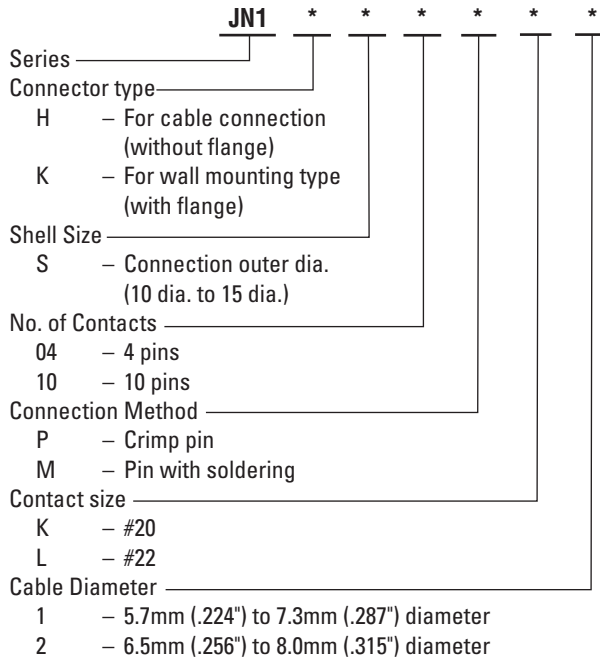 JN1 * * * * * *
Series
Connector type
H – For cable connection
(without flange)
K – For wall mounting type
(with flange)
Shell Size
S – Connection outer dia.
(10 dia. to 15 dia.)
No. of Contacts
04 – 4 pins
10 – 10 pins
Connection Method
P – Crimp pin
M – Pin with soldering
Contact size
K – #20
L – #22
Cable Diameter
1 – 5.7mm (.224") to 7.3mm (.287") diameter
2 – 6.5mm (.256") to 8.0mm (.315") diameter